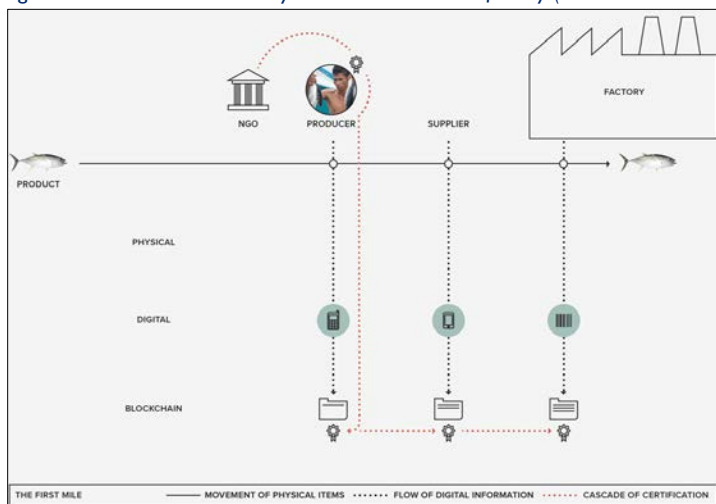 FACTORY
NGO
PRODUCER
SUPPLIER
PRODUCT
PHYSICAL
DIGITAL
BLOCKCHAIN
THE FIRST MILE
MOVEMENT OF PHYSICAL ITEMS
FLOW OF DIGITAL INFORMATION
CASCADE OF CERTIFICATION